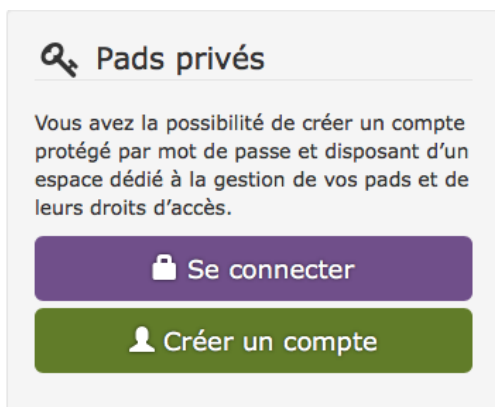 Pads privés
Vous avez la possibilité de créer un compte
protégé par mot de passe et disposant d’un
espace dédié à la gestion de vos pads et de
leurs droits d’accès.
Se connecter
Créer un compte